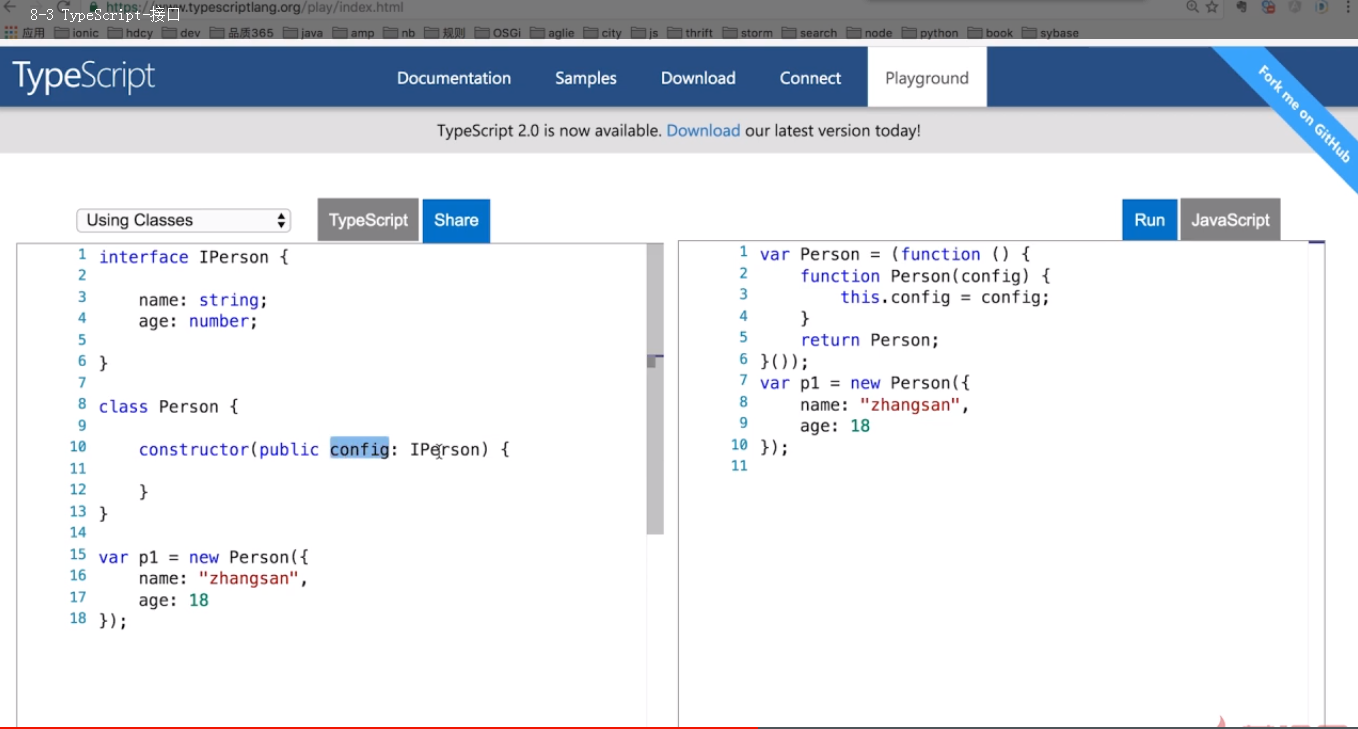 8-3 TypeScript-接口
https://www.typescriptlang.org/play/index.html
应用 ionic hdcy dev 品质365 java amp nb 规则 OSGi aglie city js thrift storm search node python book sybase
TypeScript Documentation Samples Download Connect Playground
Fork me on GitHub
TypeScript 2.0 is now available. Download our latest version today!
Using Classes TypeScript Share Run JavaScript
1 interface IPerson {
2
3 name: string;
4 age: number;
5
6 }
7
8 class Person {
9
10 constructor(public config: IPerson) {
11
12 }
13 }
14
15 var p1 = new Person({
16 name: "zhangsan",
17 age: 18
18 });
1 var Person = (function () {
2 function Person(config) {
3 this.config = config;
4 }
5 return Person;
6 }());
7 var p1 = new Person({
8 name: "zhangsan",
9 age: 18
10 });
11